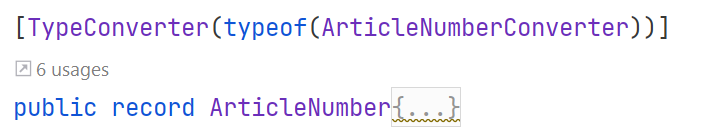 [TypeConverter(typeof(ArticleNumberConverter))]
6 usages
public record ArticleNumber{...}